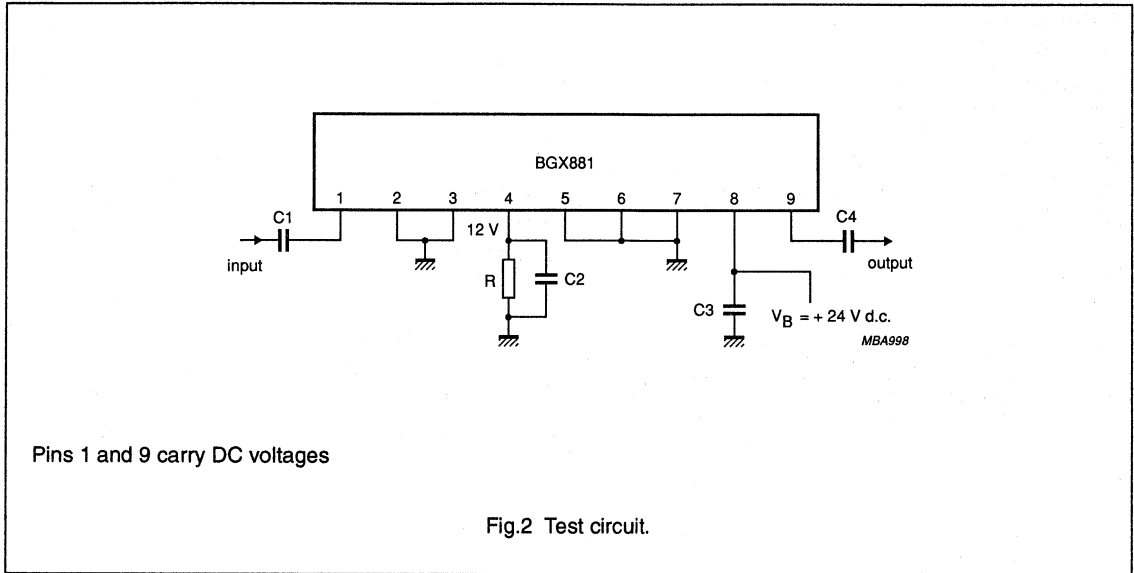 BGX881
1 2 3 4 5 6 7 8 9
C1 12 V C4
input R C2 output
C3 V_B = + 24 V d.c.
MBA998
Pins 1 and 9 carry DC voltages
Fig.2 Test circuit.